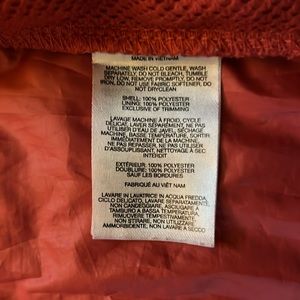 MADE IN VIETNAM
MACHINE WASH COLD GENTLE, WASH
SEPARATELY, DO NOT BLEACH, TUMBLE
DRY LOW, REMOVE PROMPTLY, DO NOT
IRON, DO NOT USE FABRIC SOFTENER, DO
NOT DRYCLEAN
SHELL: 100% POLYESTER
LINING: 100% POLYESTER
EXCLUSIVE OF TRIMMING
LAVAGE MACHINE À FROID, CYCLE
DÉLICAT, LAVER SÉPARÉMENT, NE PAS
UTILISER D'EAU DE JAVEL, SÉCHAGE
MACHINE, BASSE TEMPÉRATURE, SORTIR
IMMÉDIATEMENT DE LA MACHINE,
NE PAS REPASSER, NE PAS UTILISER
D'ASSOUPLISSANT, NETTOYAGE À SEC
INTERDIT
EXTÉRIEUR: 100% POLYESTER
DOUBLURE: 100% POLYESTER
SAUF LES BORDURES
FABRIQUÉ AU VIÊT NAM
LAVARE IN LAVATRICE IN ACQUA FREDDA,
CICLO DELICATO, LAVARE SEPARATAMENTE,
NON CANDEGGIARE, ASCIUGARE A
TAMBURO A BASSA TEMPERATURA,
RIMUOVERE TEMPESTIVAMENTE,
NON STIRARE, NON UTILIZZARE
AMMORBIDENTE, NON LAVARE A SECCO